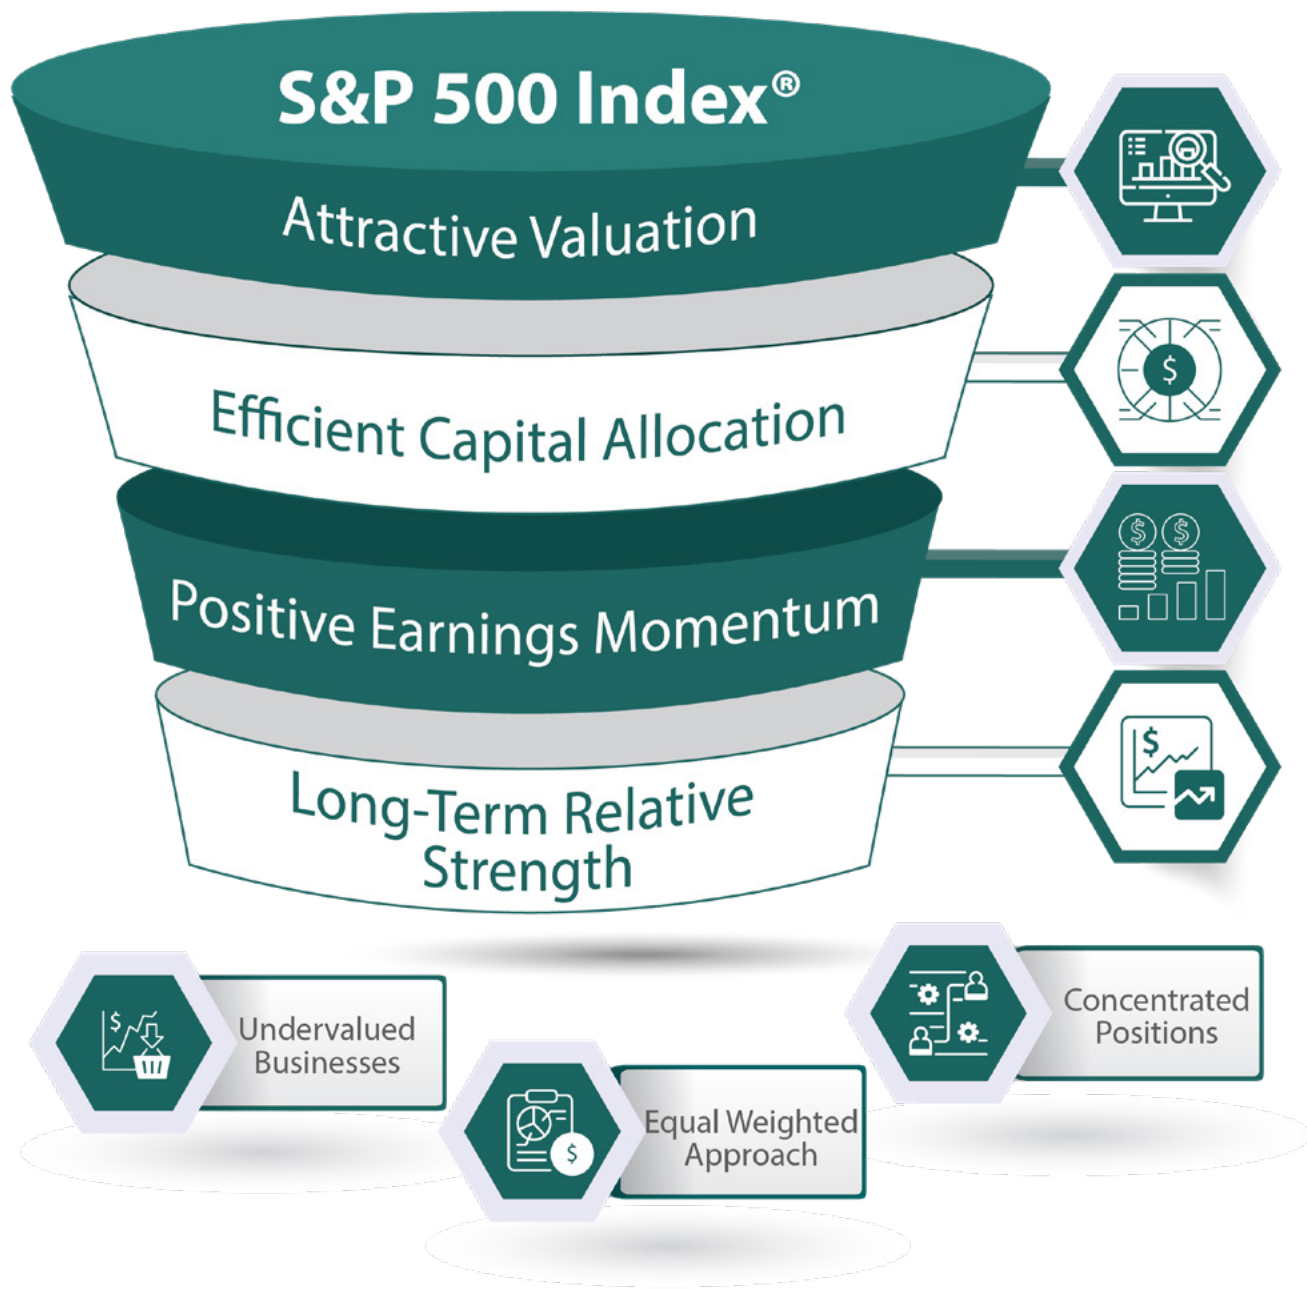 S&P 500 Index®
Attractive Valuation
Efficient Capital Allocation
$
$ $
Positive Earnings Momentum
$
Long-Term Relative
Strength
Concentrated
Positions
$
Undervalued
Businesses
Equal Weighted
Approach
$